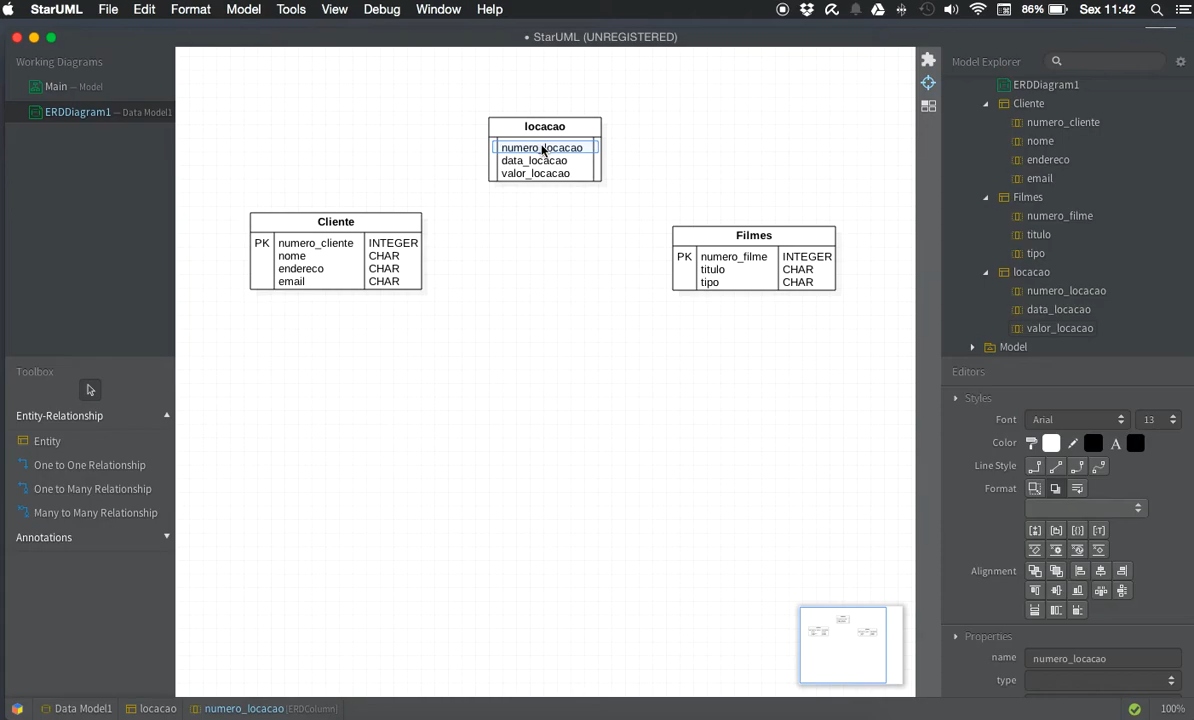 StarUML File Edit Format Model Tools View Debug Window Help 86% Sex 11:42
• StarUML (UNREGISTERED)
Working Diagrams
Main — Model
ERDDiagram1 — Data Model1
Toolbox
Entity-Relationship
Entity
One to One Relationship
One to Many Relationship
Many to Many Relationship
Annotations
locacao
numero_locacao
data_locacao
valor_locacao
Cliente
PK numero_cliente INTEGER
nome CHAR
endereco CHAR
email CHAR
Filmes
PK numero_filme INTEGER
titulo CHAR
tipo CHAR
Model Explorer
ERDDiagram1
Cliente
numero_cliente
nome
endereco
email
Filmes
numero_filme
titulo
tipo
locacao
numero_locacao
data_locacao
valor_locacao
Model
Editors
Styles
Font Arial 13
Color A
Line Style
Format
Alignment
Properties
name numero_locacao
type
Data Model1 locacao numero_locacao [ERDColumn] 100%